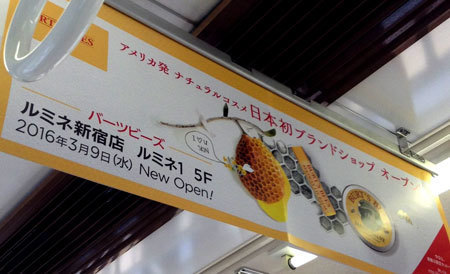 アメリカ発 ナチュラルコスメ 日本初ブランドショップ オープン
バーツビーズ
ルミネ新宿店 ルミネ1 5F
2016年3月9日(水) New Open!